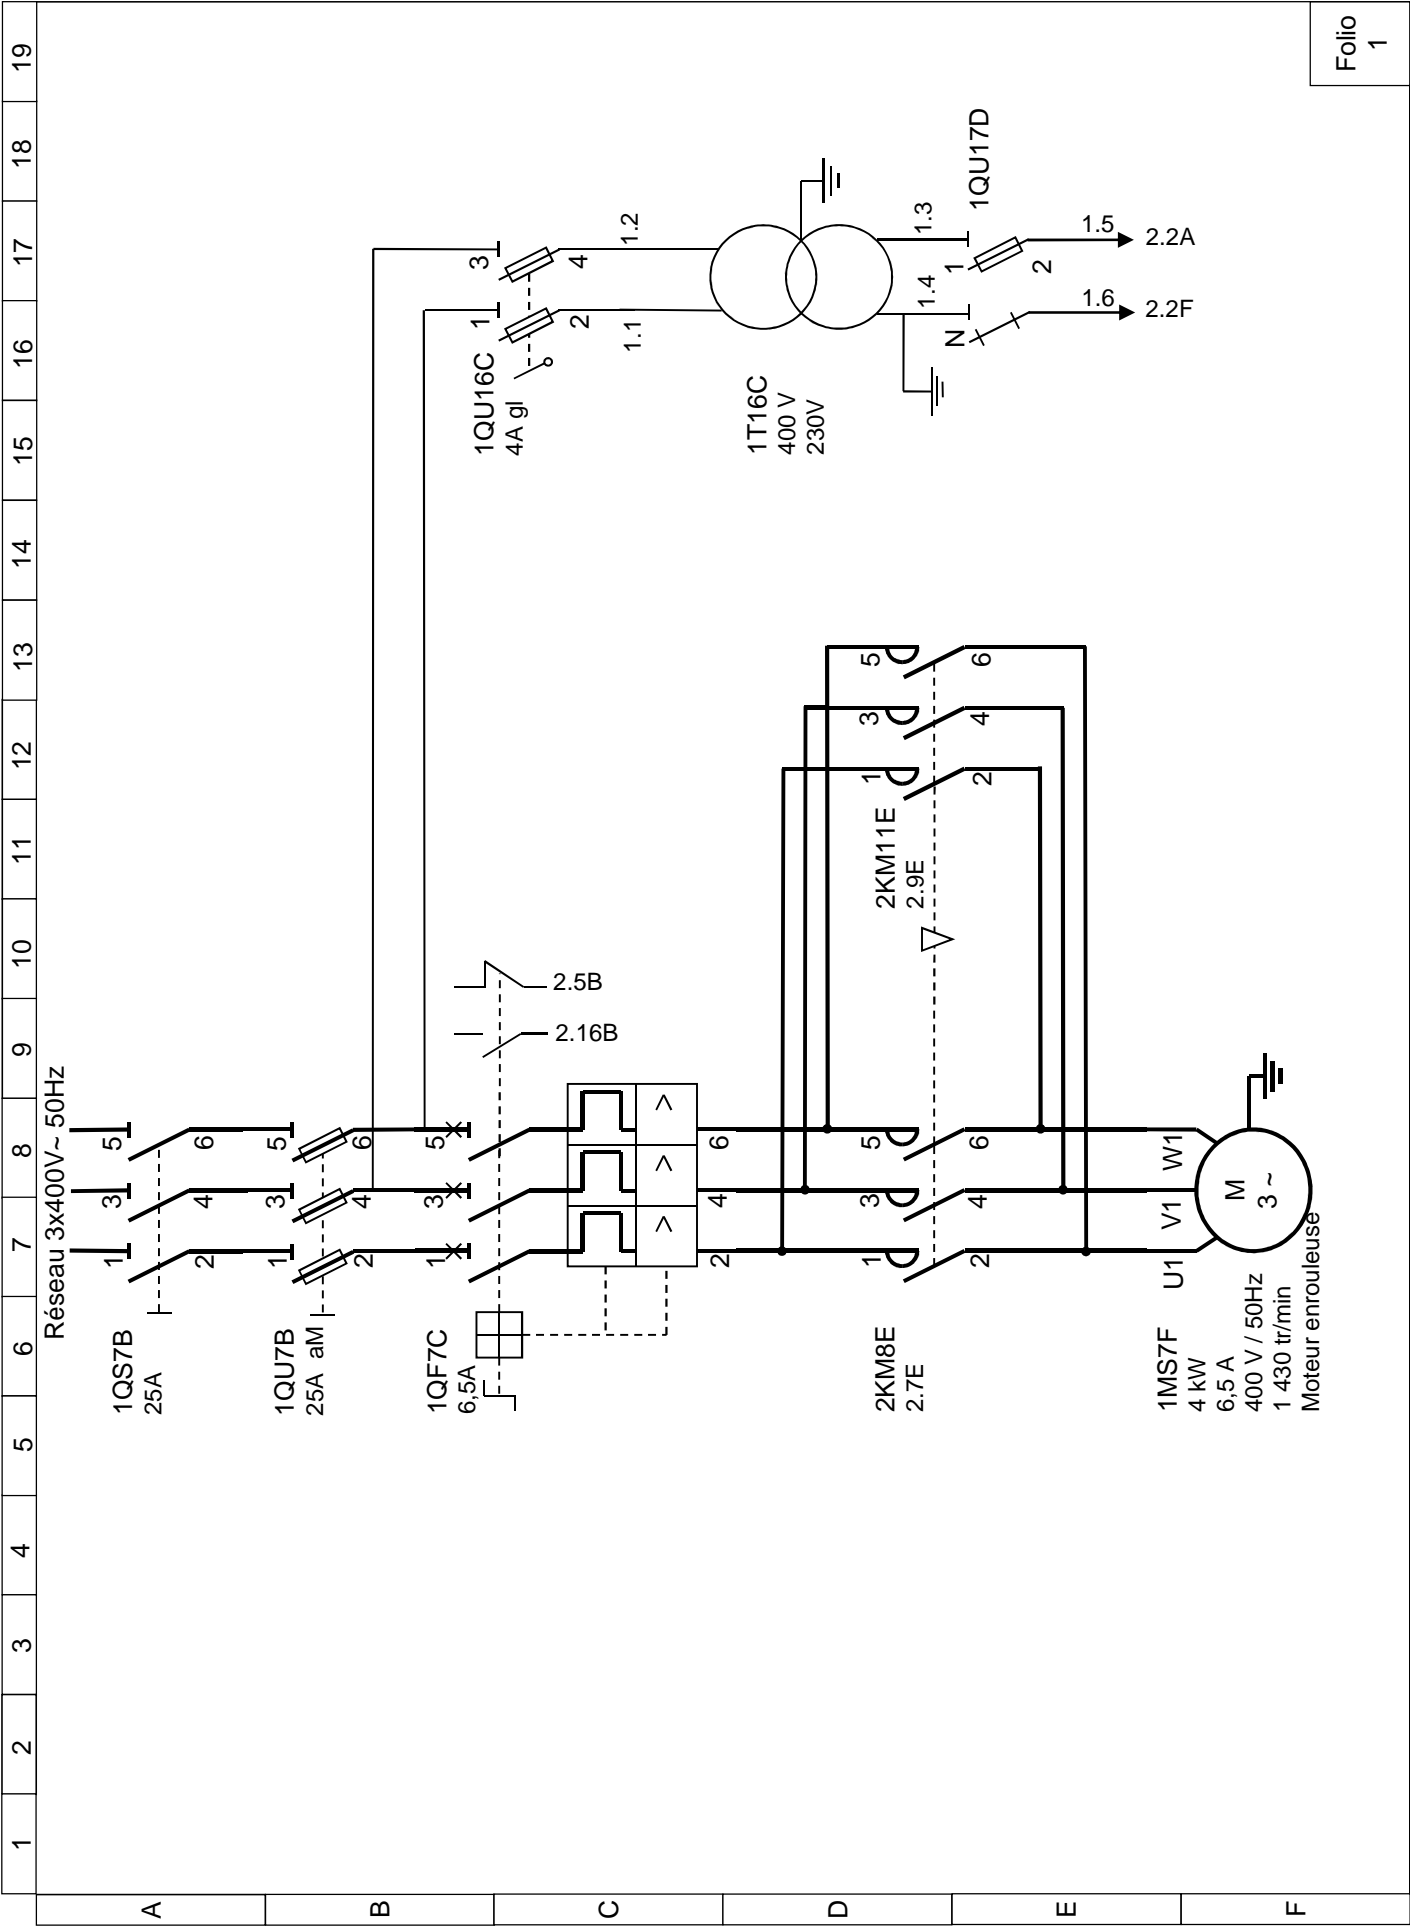 1 2 3 4 5 6 7 8 9 10 11 12 13 14 15 16 17 18 19
A
B
C
D
E
F
Réseau 3x400V~ 50Hz
1QS7B
25A
1 3 5
2 4 6
1QU7B
25A aM
1 3 5
2 4 6
1QF7C
6,5A
1 3 5
2.16B
2.5B
> > >
2 4 6
1QU16C
4A gl
1 3
2 4
1.1 1.2
1T16C
400 V
230V
1.4 1.3
1QU17D
N 1
2
1.6 1.5
2.2F 2.2A
2KM8E
2.7E
1 3 5
2 4 6
2KM11E
2.9E
1 3 5
2 4 6
U1 V1 W1
M
3 ~
1MS7F
4 kW
6,5 A
400 V / 50Hz
1 430 tr/min
Moteur enrouleuse
Folio
1